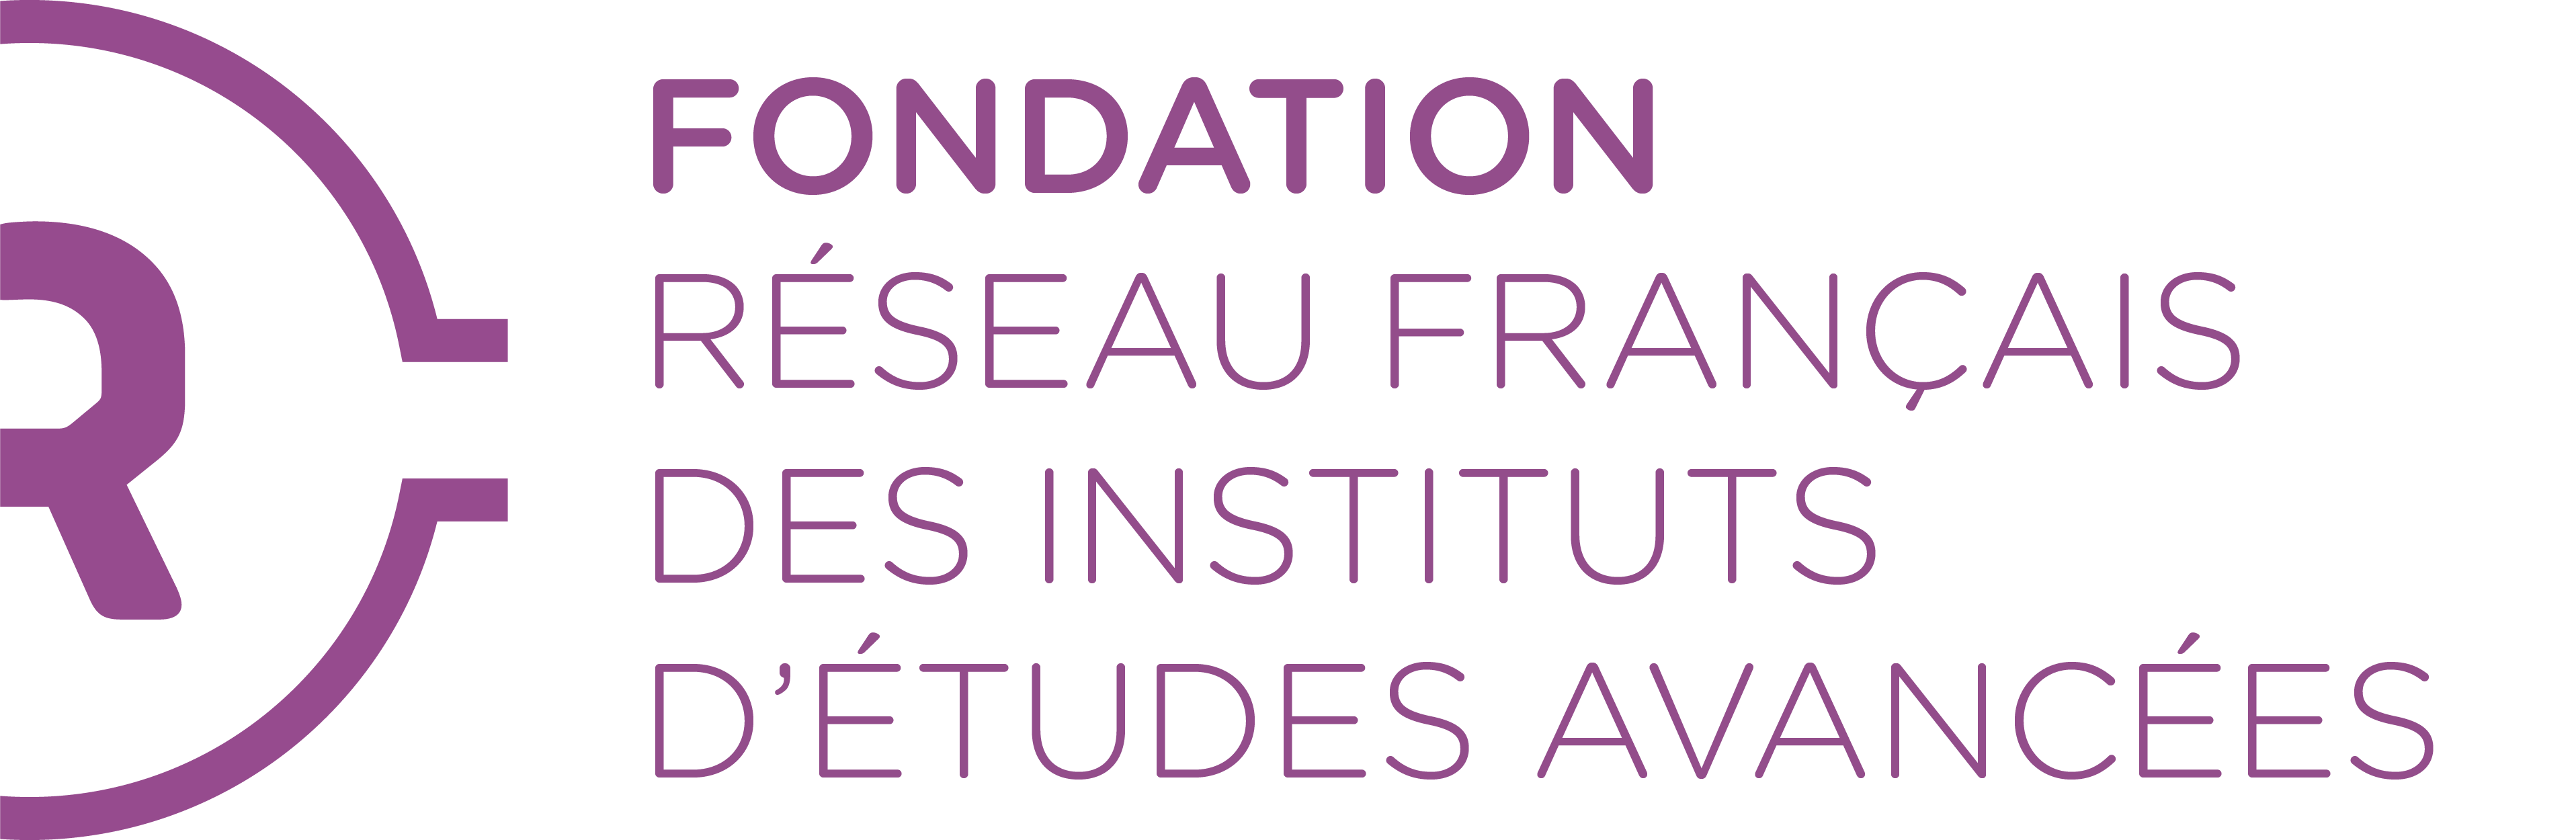 R
FONDATION
RÉSEAU FRANÇAIS
DES INSTITUTS
D’ÉTUDES AVANCÉES